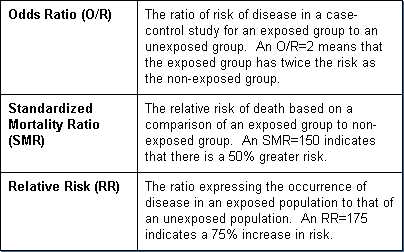 Odds Ratio (O/R)
The ratio of risk of disease in a case-
control study for an exposed group to an
unexposed group. An O/R=2 means that
the exposed group has twice the risk as
the non-exposed group.
Standardized
Mortality Ratio
(SMR)
The relative risk of death based on a
comparison of an exposed group to non-
exposed group. An SMR=150 indicates
that there is a 50% greater risk.
Relative Risk (RR)
The ratio expressing the occurrence of
disease in an exposed population to that of
an unexposed population. An RR=175
indicates a 75% increase in risk.